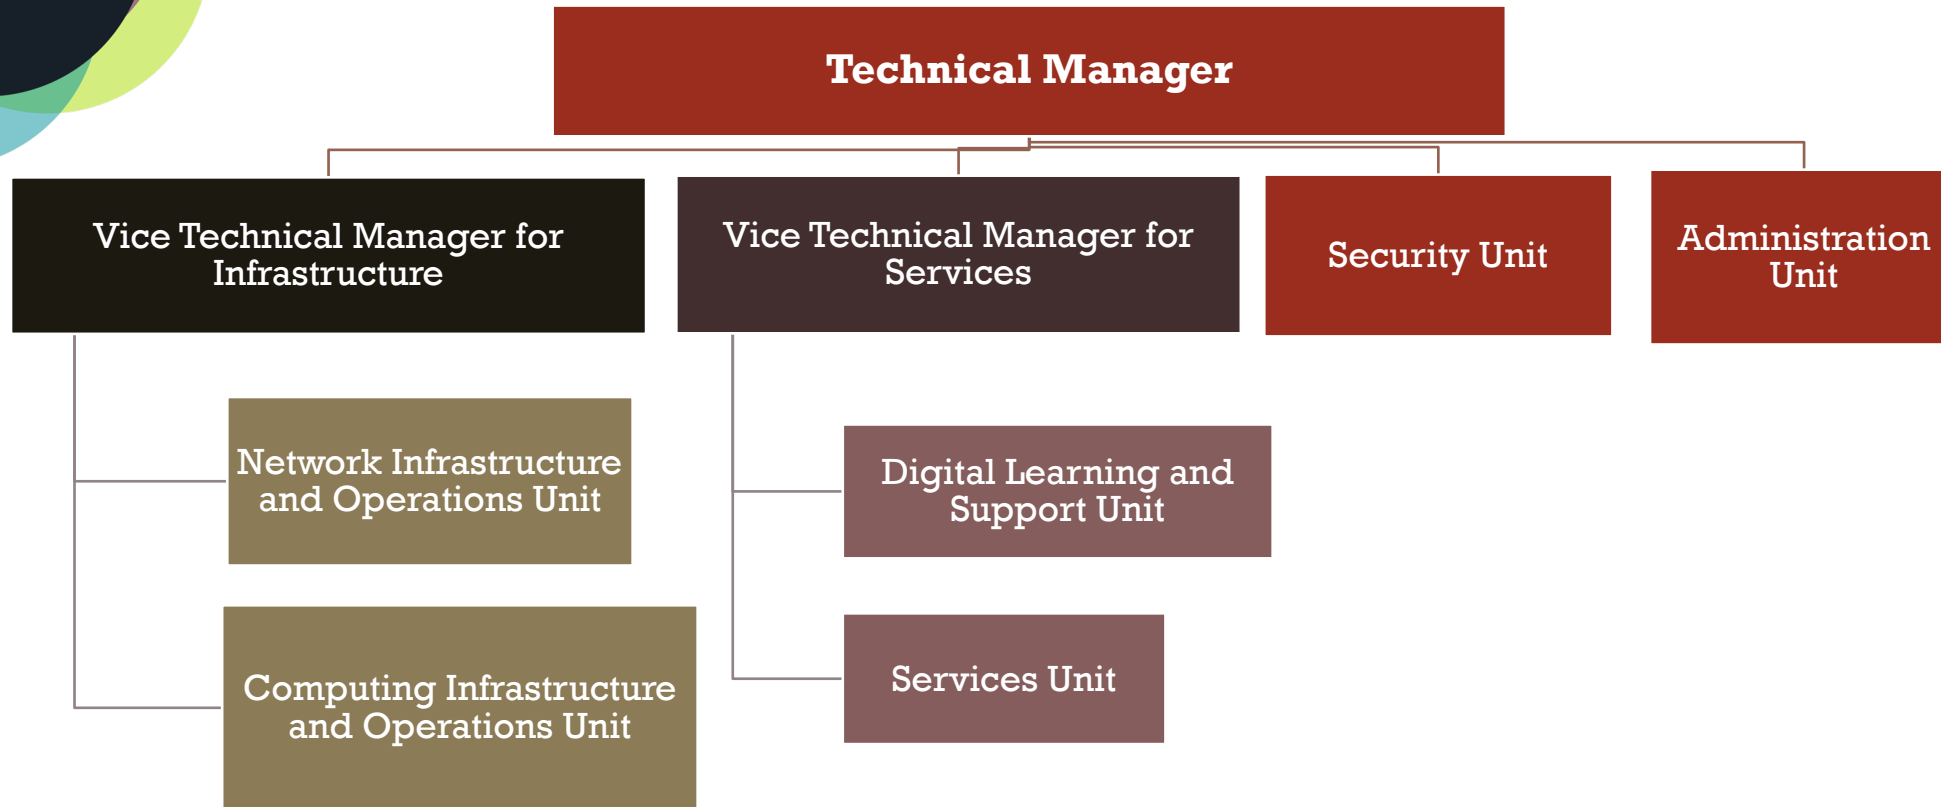 Technical Manager
Vice Technical Manager for
Infrastructure
Vice Technical Manager for
Services
Security Unit
Administration
Unit
Network Infrastructure
and Operations Unit
Computing Infrastructure
and Operations Unit
Digital Learning and
Support Unit
Services Unit